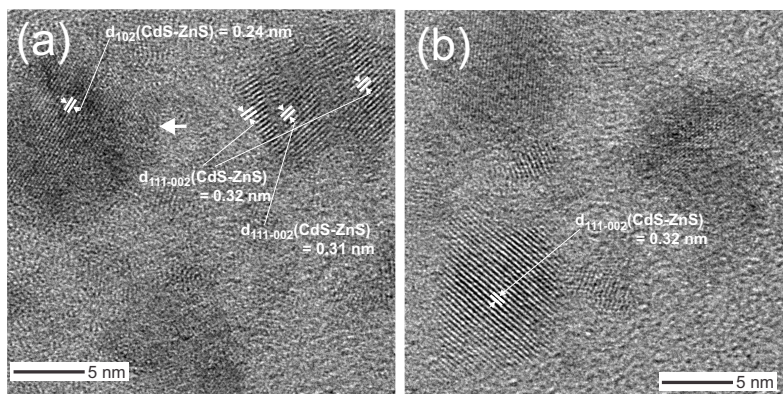 (a)
d102(CdS-ZnS) = 0.24 nm
d111-002(CdS-ZnS)
= 0.32 nm
d111-002(CdS-ZnS)
= 0.31 nm
5 nm
(b)
d111-002(CdS-ZnS)
= 0.32 nm
5 nm